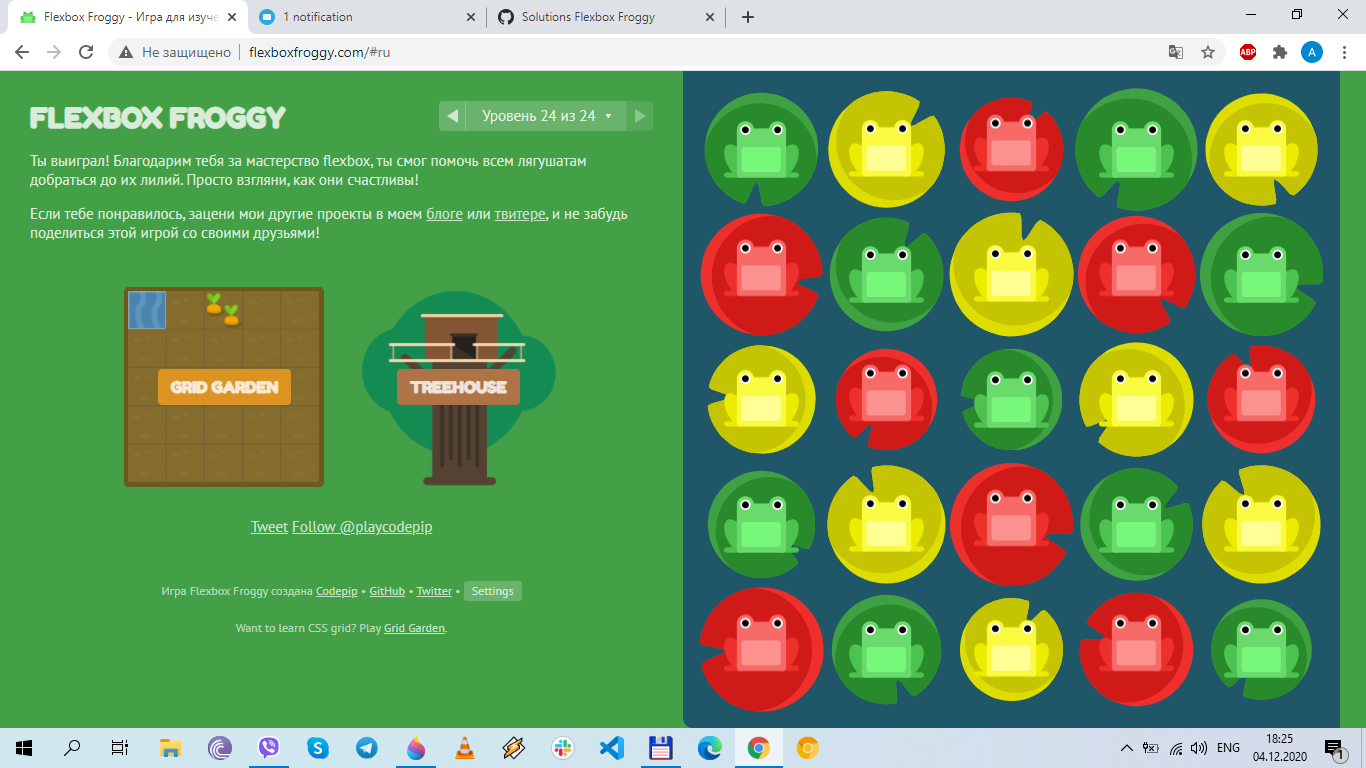 Flexbox Froggy - Игра для изуче
1 notification
Solutions Flexbox Froggy
Не защищено
flexboxfroggy.com/#ru
ABP
A
FLEXBOX FROGGY
Уровень 24 из 24
Ты выиграл! Благодарим тебя за мастерство flexbox, ты смог помочь всем лягушатам
добраться до их лилий. Просто взгляни, как они счастливы!
Если тебе понравилось, зацени мои другие проекты в моем блоге или твитере, и не забудь
поделиться этой игрой со своими друзьями!
GRID GARDEN
TREEHOUSE
Tweet Follow @playcodepip
Игра Flexbox Froggy создана Codepip • GitHub • Twitter • Settings
Want to learn CSS grid? Play Grid Garden.
ENG
18:25
04.12.2020
1